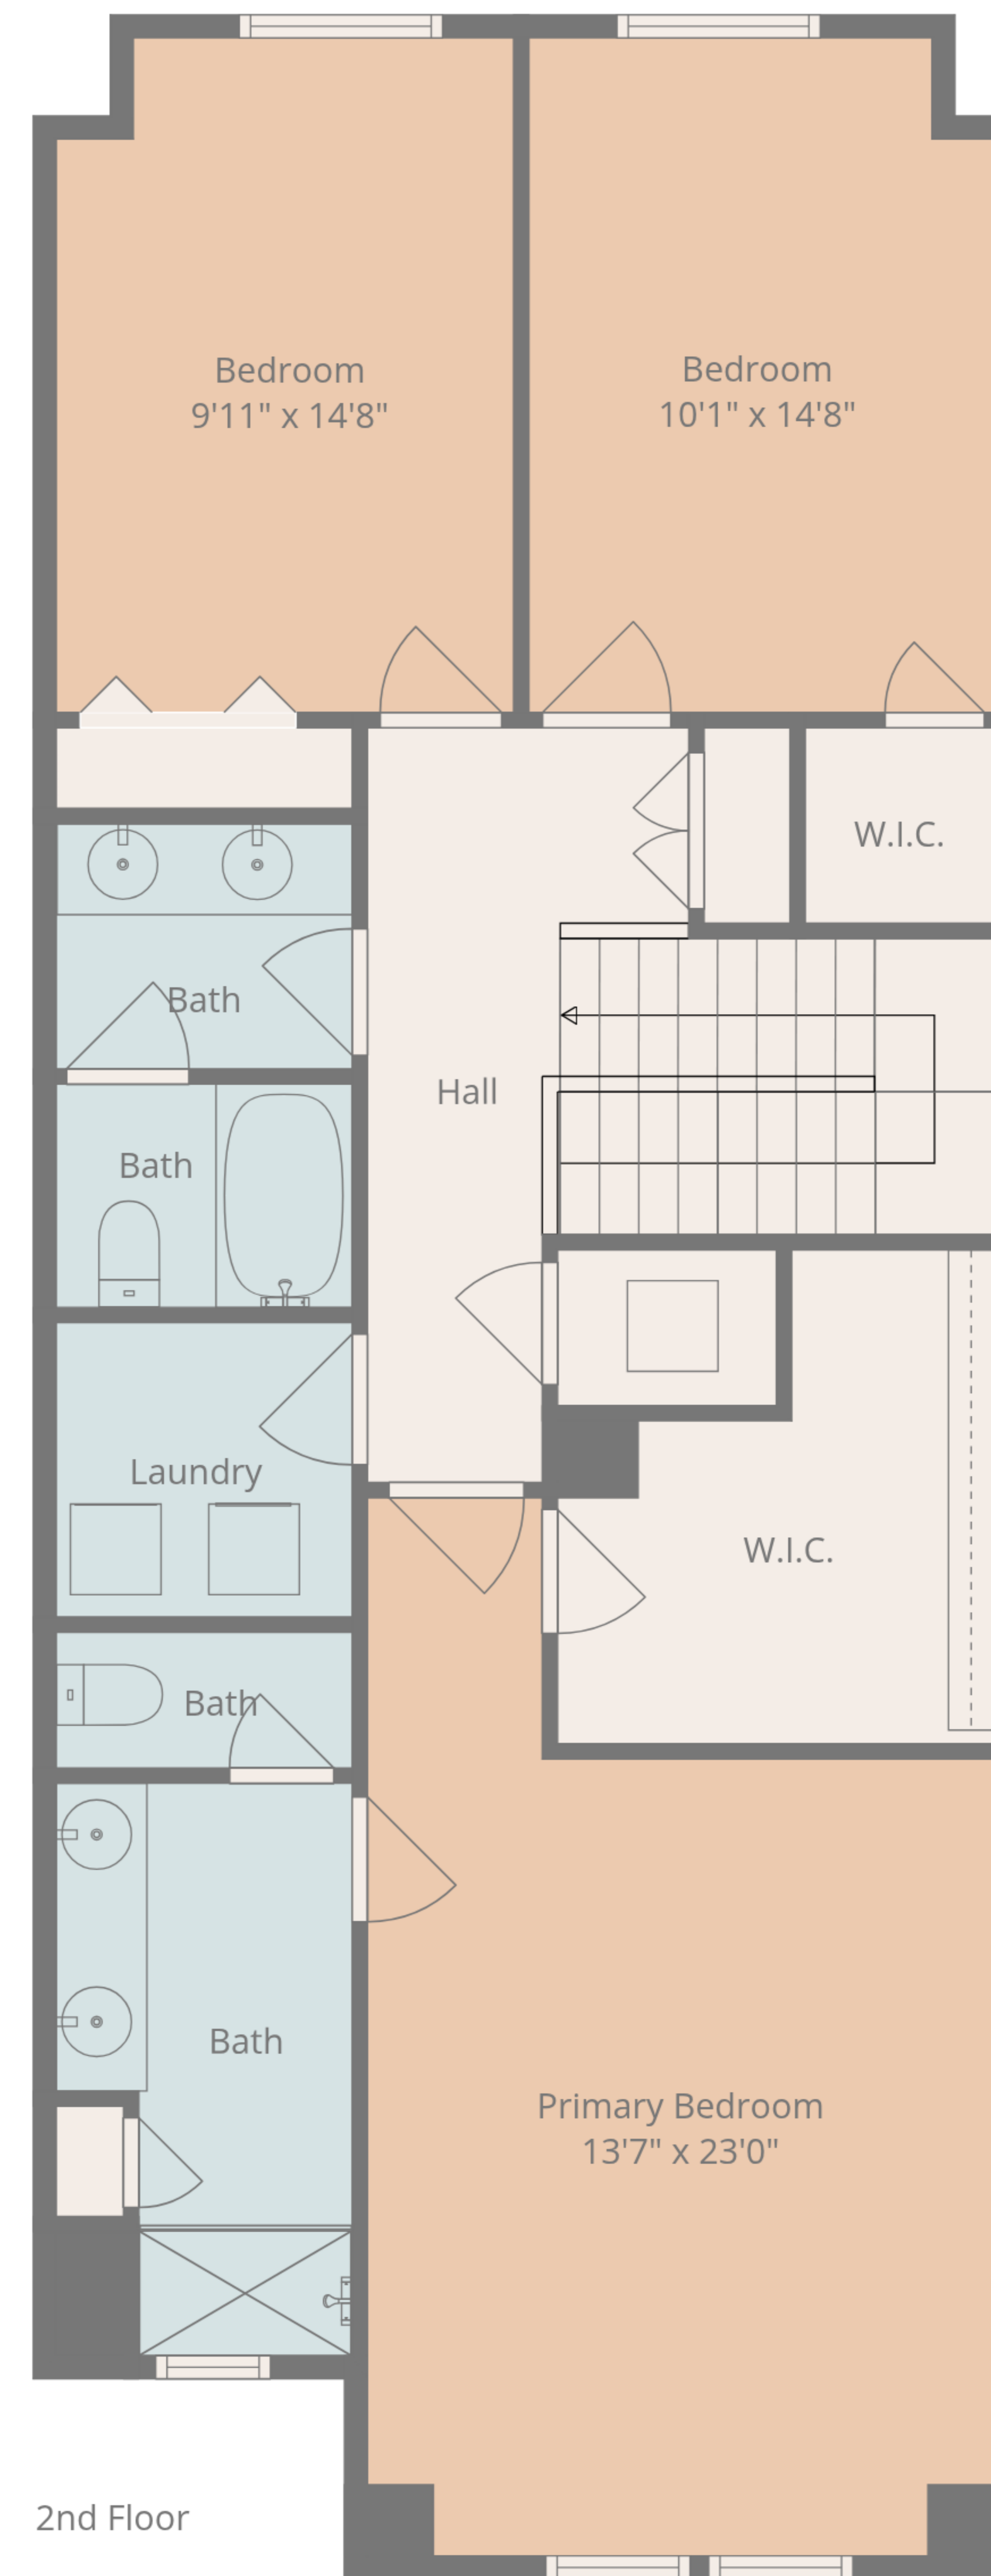 Bedroom
9'11" x 14'8"
Bedroom
10'1" x 14'8"
W.I.C.
Bath
Hall
Bath
Laundry
W.I.C.
Bath
Bath
Primary Bedroom
13'7" x 23'0"
2nd Floor